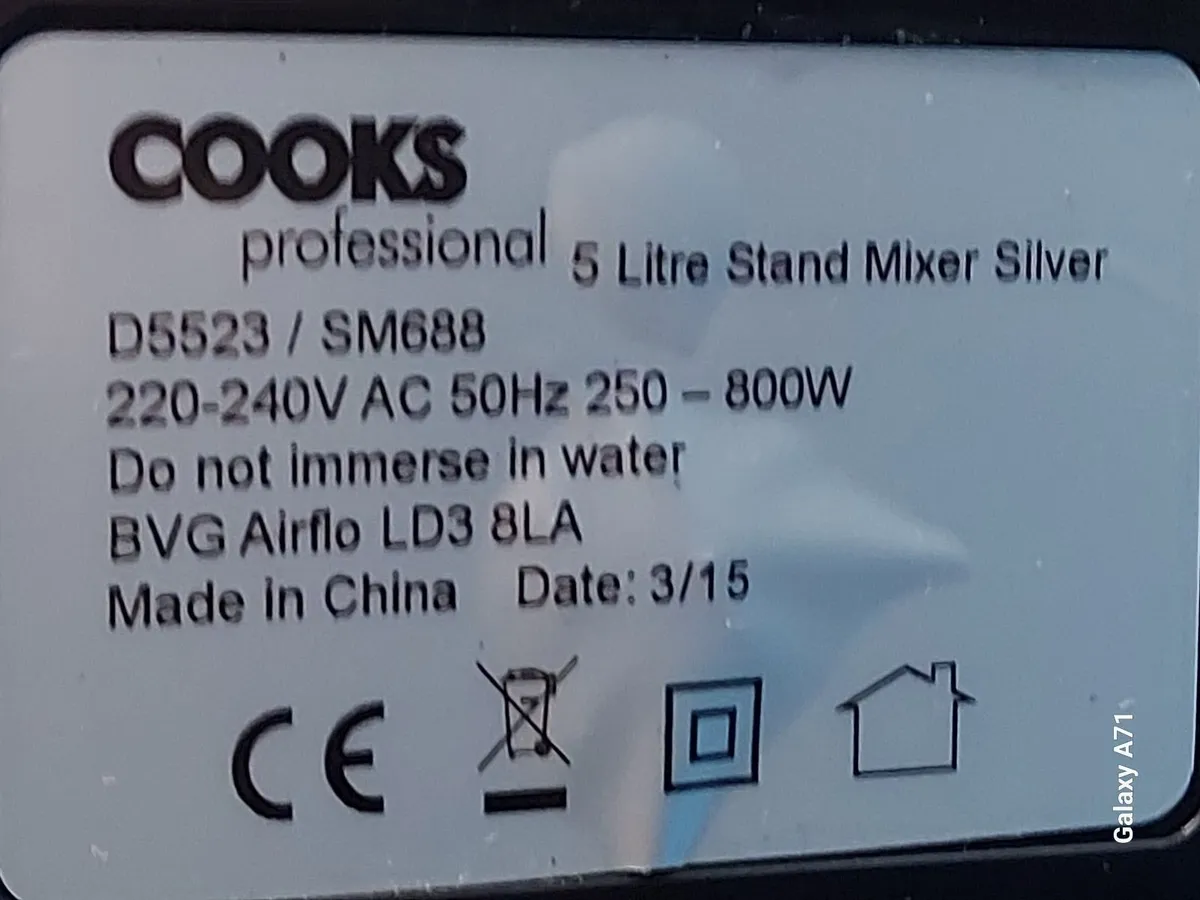 COOKS
professional 5 Litre Stand Mixer Silver
D5523 / SM688
220-240V AC 50Hz 250 – 800W
Do not immerse in water
BVG Airflo LD3 8LA
Made in China Date: 3/15
CE
Galaxy A71